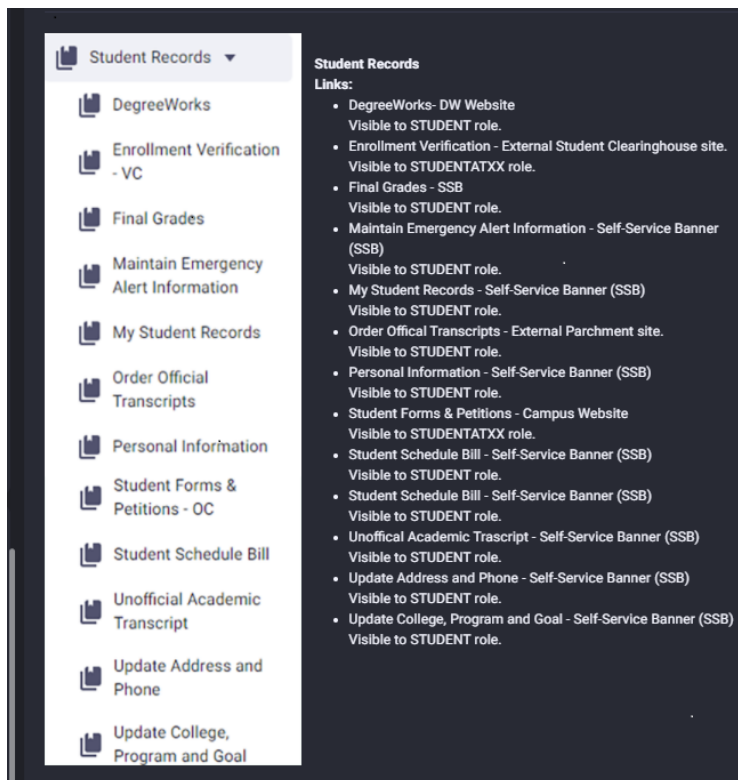 Student Records
DegreeWorks
Enrollment Verification
- VC
Final Grades
Maintain Emergency
Alert Information
My Student Records
Order Official
Transcripts
Personal Information
Student Forms &
Petitions - OC
Student Schedule Bill
Unofficial Academic
Transcript
Update Address and
Phone
Update College,
Program and Goal
Student Records
Links:
• DegreeWorks- DW Website
Visible to STUDENT role.
• Enrollment Verification - External Student Clearinghouse site.
Visible to STUDENTATXX role.
• Final Grades - SSB
Visible to STUDENT role.
• Maintain Emergency Alert Information - Self-Service Banner
(SSB)
Visible to STUDENT role.
• My Student Records - Self-Service Banner (SSB)
Visible to STUDENT role.
• Order Offical Transcripts - External Parchment site.
Visible to STUDENT role.
• Personal Information - Self-Service Banner (SSB)
Visible to STUDENT role.
• Student Forms & Petitions - Campus Website
Visible to STUDENTATXX role.
• Student Schedule Bill - Self-Service Banner (SSB)
Visible to STUDENT role.
• Student Schedule Bill - Self-Service Banner (SSB)
Visible to STUDENT role.
• Unoffical Academic Trascript - Self-Service Banner (SSB)
Visible to STUDENT role.
• Update Address and Phone - Self-Service Banner (SSB)
Visible to STUDENT role.
• Update College, Program and Goal - Self-Service Banner (SSB)
Visible to STUDENT role.